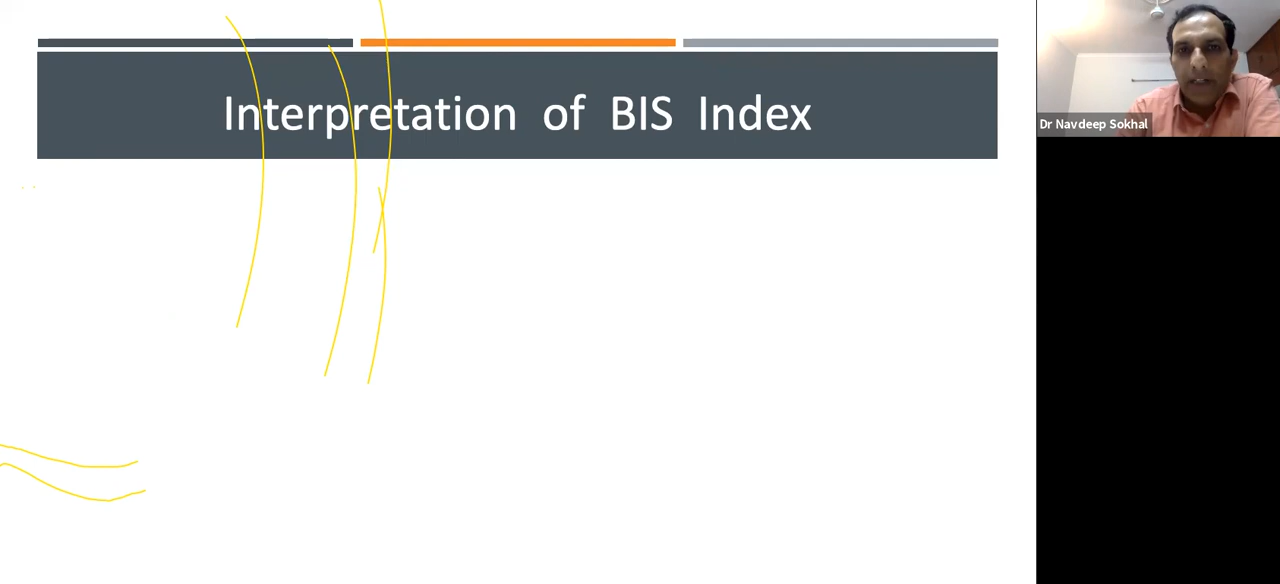 Interpretation of BIS Index
Dr Navdeep Sokhal